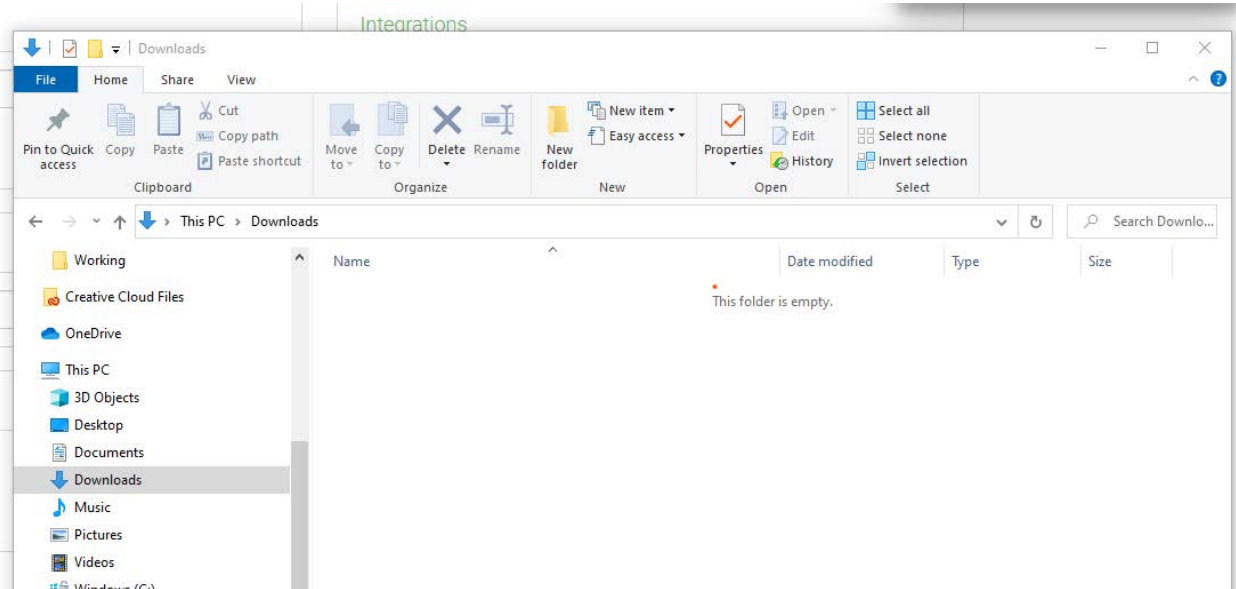 Integrations
Downloads
File Home Share View
Pin to Quick access
Copy
Paste
Cut
Copy path
Paste shortcut
Clipboard
Move to
Copy to
Delete
Rename
Organize
New folder
New item
Easy access
New
Properties
Open
Edit
History
Open
Select all
Select none
Invert selection
Select
This PC > Downloads
Search Downlo...
Working
Creative Cloud Files
OneDrive
This PC
3D Objects
Desktop
Documents
Downloads
Music
Pictures
Videos
Windows (C:)
Name Date modified Type Size
This folder is empty.